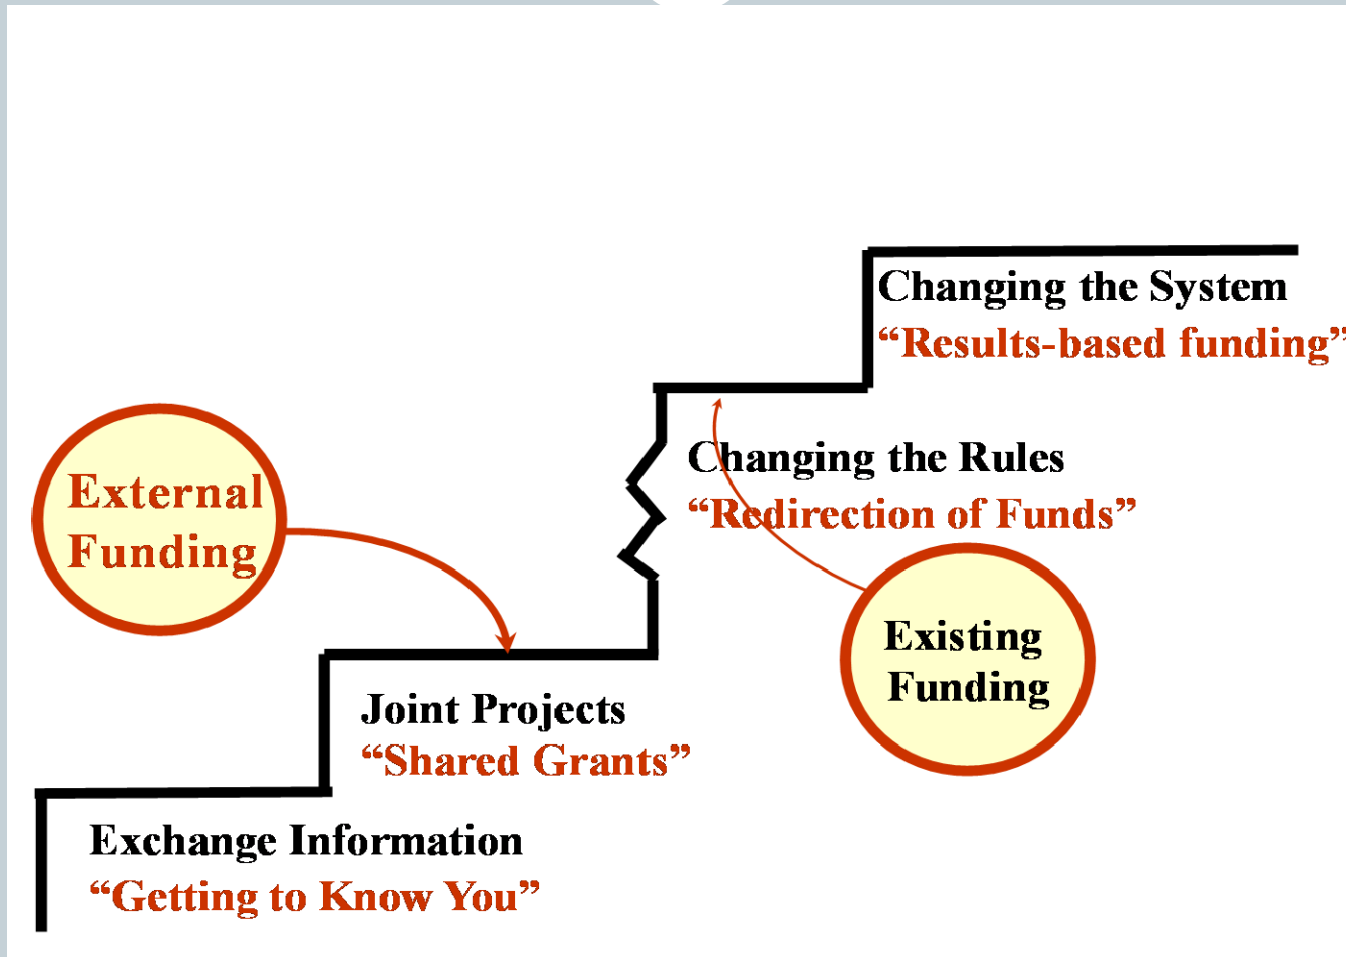 Changing the System
“Results-based funding”
Changing the Rules
“Redirection of Funds”
External
Funding
Existing
Funding
Joint Projects
“Shared Grants”
Exchange Information
“Getting to Know You”